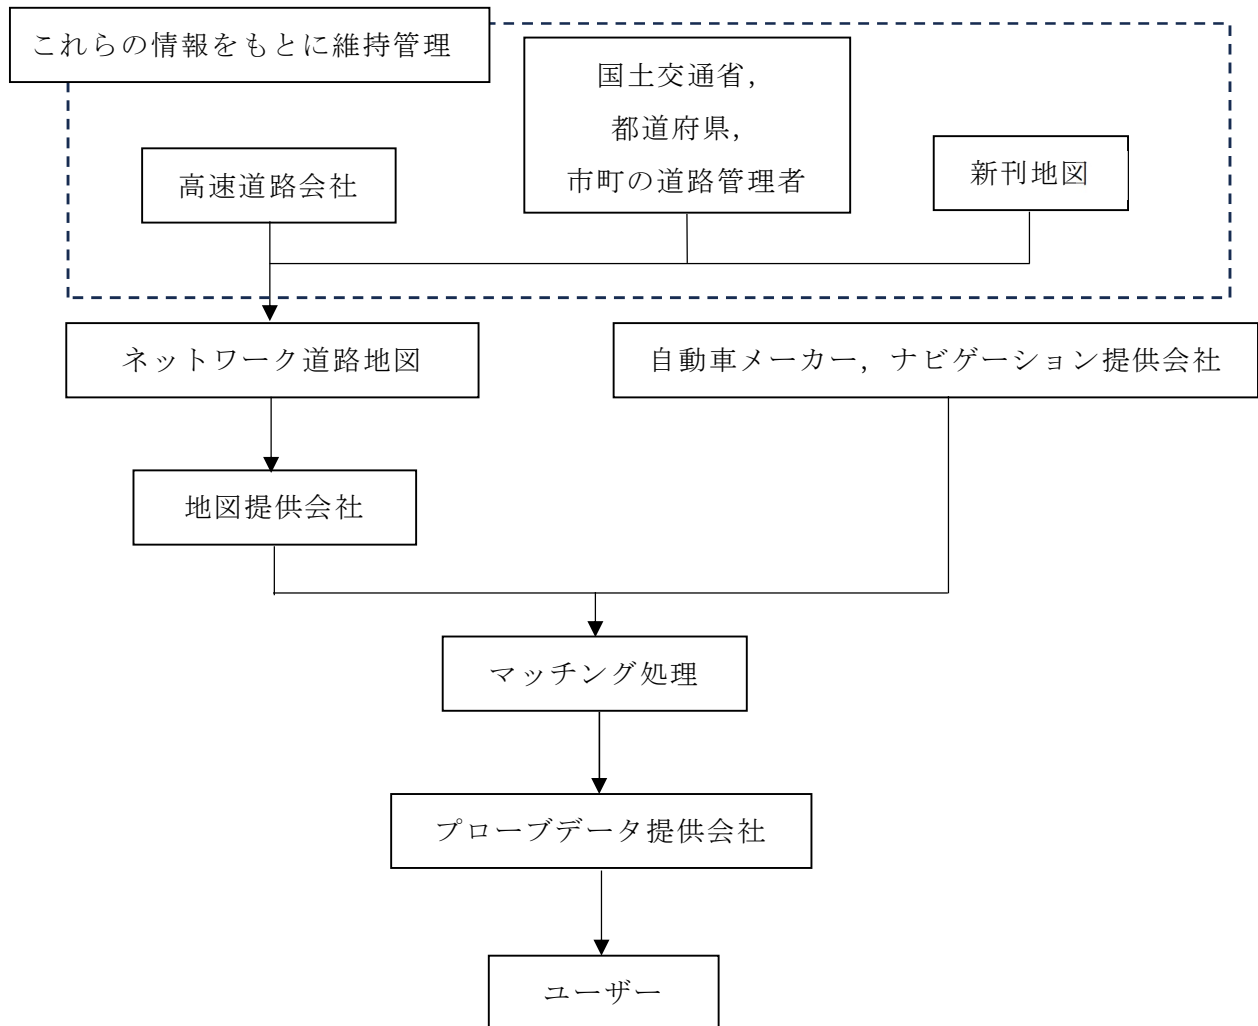 これらの情報をもとに維持管理
国土交通省，
都道府県，
市町の道路管理者
高速道路会社
新刊地図
ネットワーク道路地図
自動車メーカー，ナビゲーション提供会社
地図提供会社
マッチング処理
プローブデータ提供会社
ユーザー